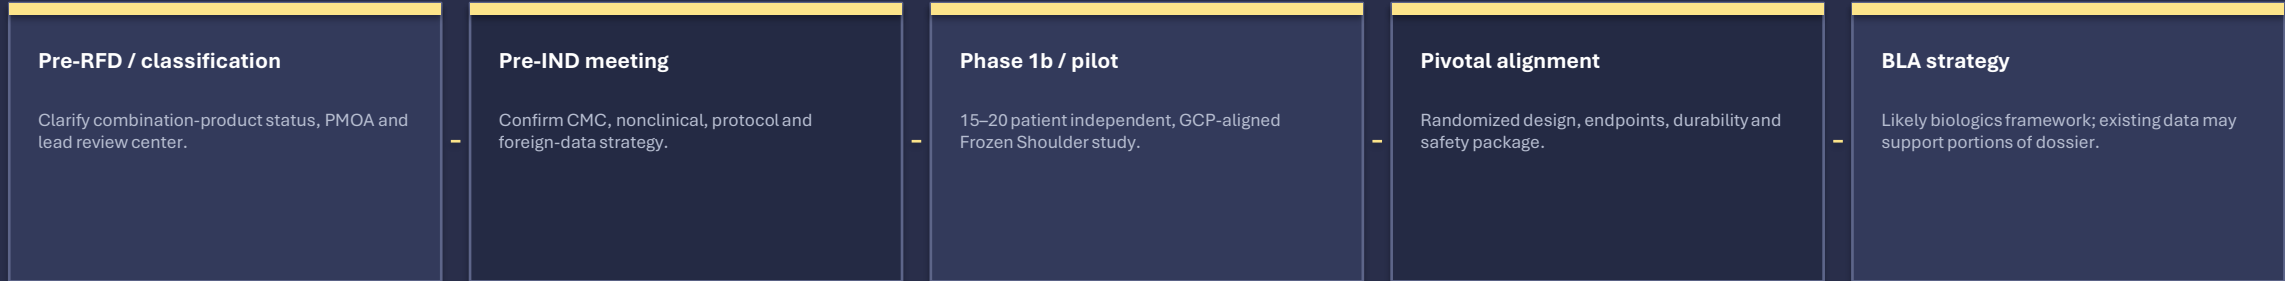 Pre-RFD / classification
Clarify combination-product status, PMOA and
lead review center.
–
Pre-IND meeting
Confirm CMC, nonclinical, protocol and
foreign-data strategy.
–
Phase 1b / pilot
15–20 patient independent, GCP-aligned
Frozen Shoulder study.
–
Pivotal alignment
Randomized design, endpoints, durability and
safety package.
–
BLA strategy
Likely biologics framework; existing data may
support portions of dossier.